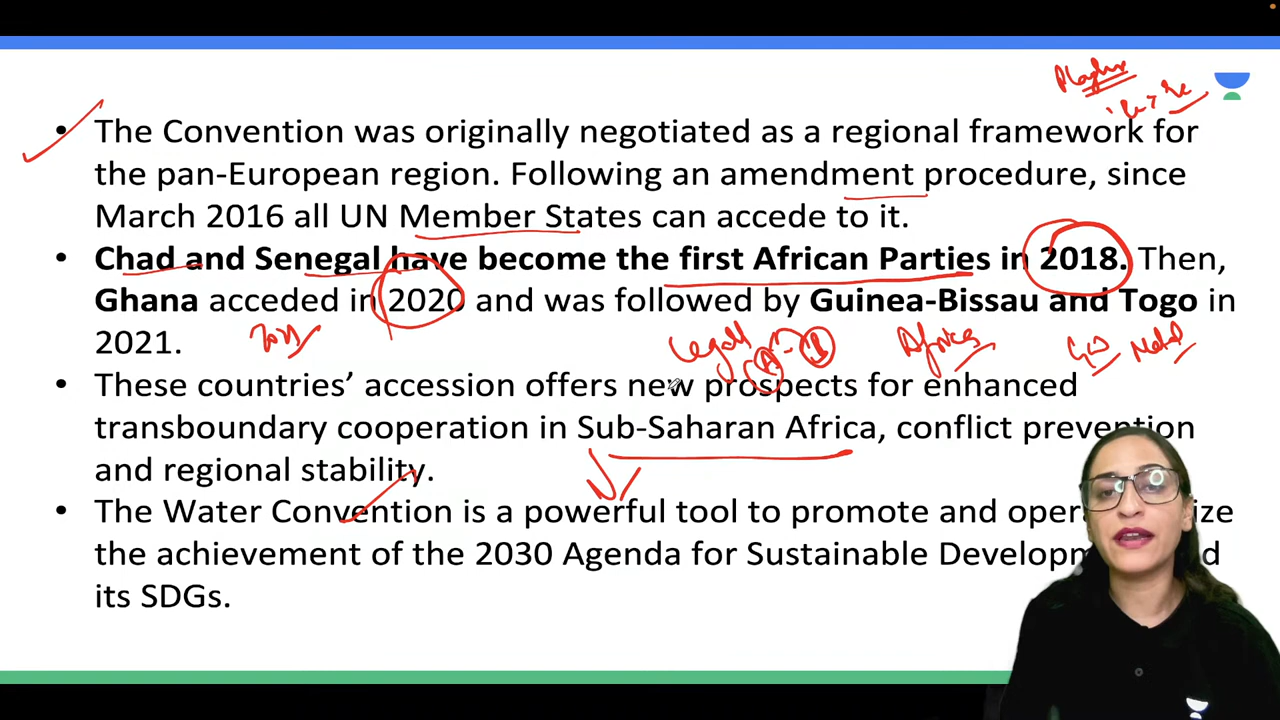 • The Convention was originally negotiated as a regional framework for
the pan-European region. Following an amendment procedure, since
March 2016 all UN Member States can accede to it.
• Chad and Senegal have become the first African Parties in 2018. Then,
Ghana acceded in 2020 and was followed by Guinea-Bissau and Togo in
2021.
Legall
A - B
Africa
• These countries’ accession offers new prospects for enhanced
transboundary cooperation in Sub-Saharan Africa, conflict prevention
and regional stability.
• The Water Convention is a powerful tool to promote and oper ize
the achievement of the 2030 Agenda for Sustainable Developm d
its SDGs.